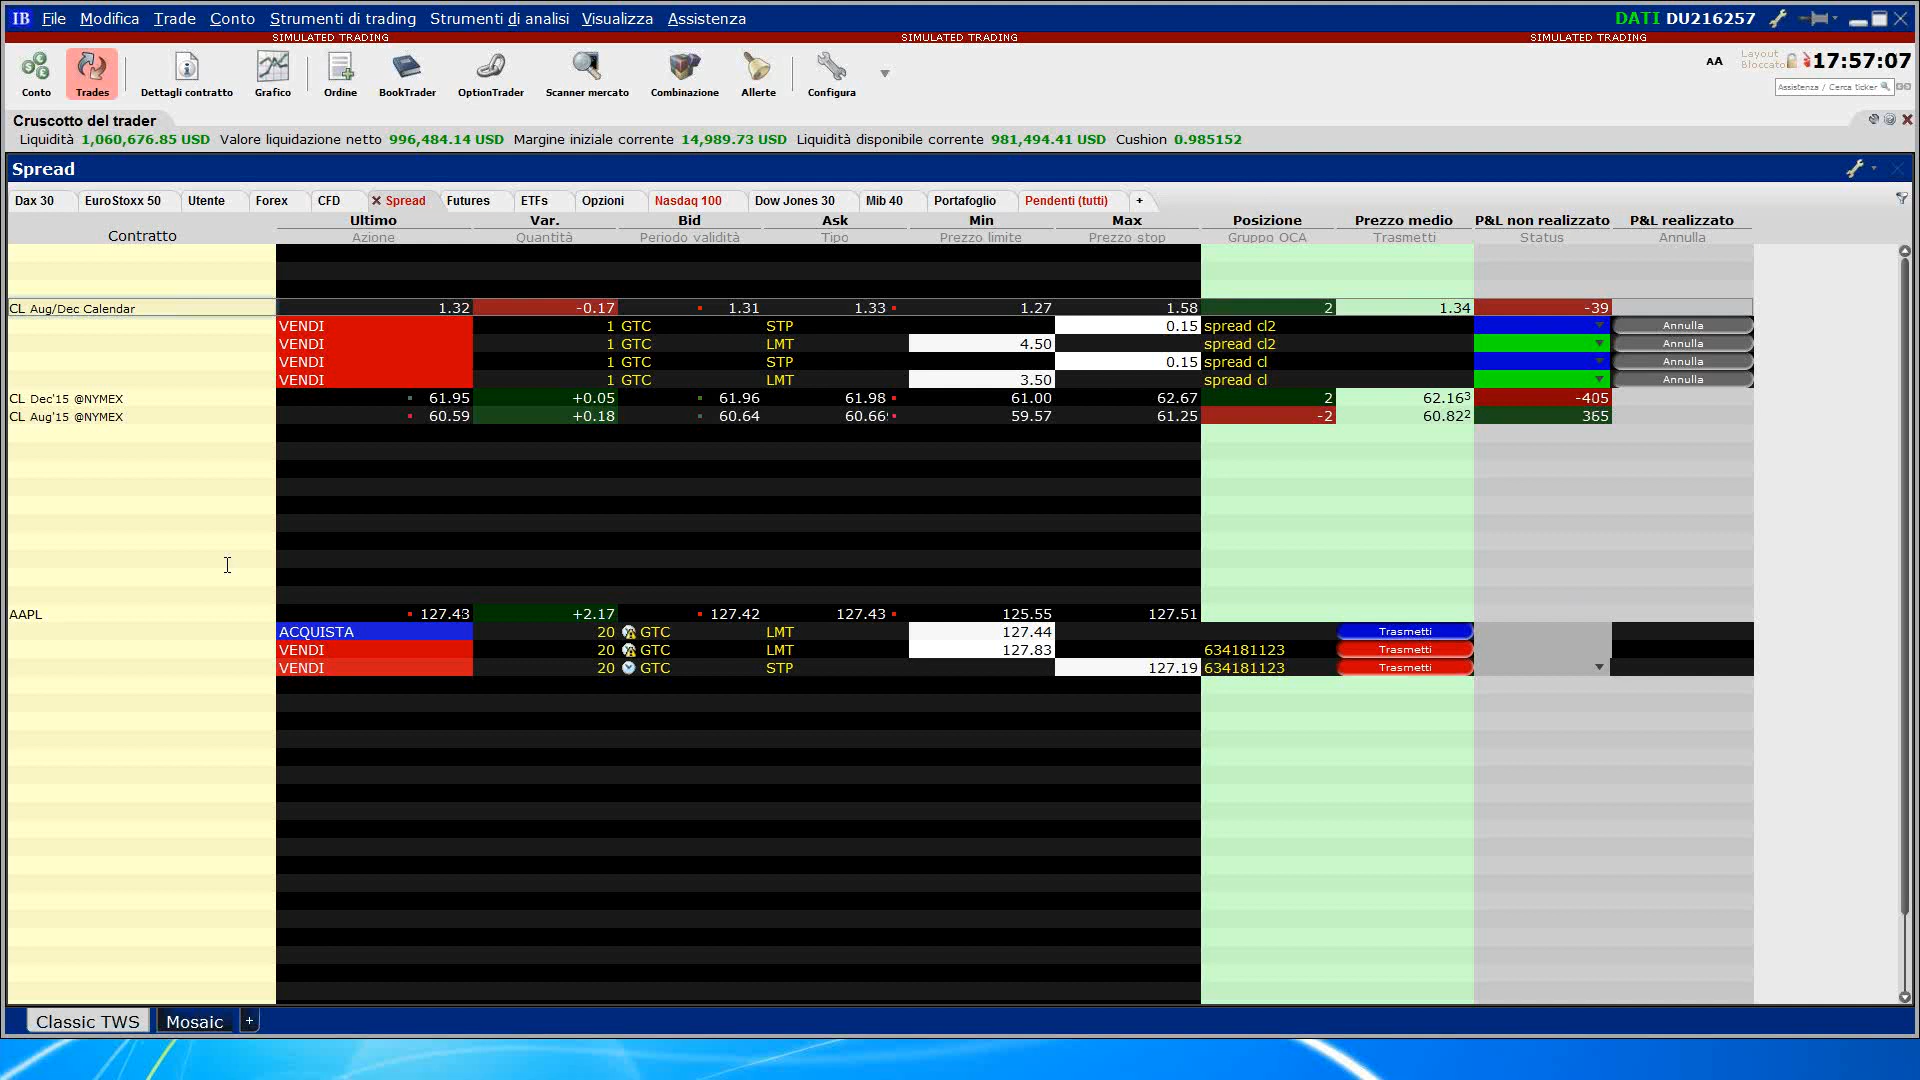 IB File Modifica Trade Conto Strumenti di trading Strumenti di analisi Visualizza Assistenza DATI DU216257
SIMULATED TRADING SIMULATED TRADING SIMULATED TRADING
Conto Trades Dettagli contratto Grafico Ordine BookTrader OptionTrader Scanner mercato Combinazione Allerte Configura
AA Layout Bloccato 17:57:07
Assistenza / Cerca ticker
Cruscotto del trader
Liquidità 1,060,676.85 USD Valore liquidazione netto 996,484.14 USD Margine iniziale corrente 14,989.73 USD Liquidità disponibile corrente 981,494.41 USD Cushion 0.985152
Spread
Dax 30 EuroStoxx 50 Utente Forex CFD Spread Futures ETFs Opzioni Nasdaq 100 Dow Jones 30 Mib 40 Portafoglio Pendenti (tutti) +
Contratto Ultimo Var. Bid Ask Min Max Posizione Prezzo medio P&L non realizzato P&L realizzato
Azione Quantità Periodo validità Tipo Prezzo limite Prezzo stop Gruppo OCA Trasmetti Status Annulla
CL Aug/Dec Calendar 1.32 -0.17 1.31 1.33 1.27 1.58 2 1.34 -39
VENDI 1 GTC STP 0.15 spread cl2 Annulla
VENDI 1 GTC LMT 4.50 spread cl2 Annulla
VENDI 1 GTC STP 0.15 spread cl Annulla
VENDI 1 GTC LMT 3.50 spread cl Annulla
CL Dec'15 @NYMEX 61.95 +0.05 61.96 61.98 61.00 62.67 2 62.16³ -405
CL Aug'15 @NYMEX 60.59 +0.18 60.64 60.66 59.57 61.25 -2 60.82² 365
AAPL 127.43 +2.17 127.42 127.43 125.55 127.51
ACQUISTA 20 GTC LMT 127.44 Trasmetti
VENDI 20 GTC LMT 127.83 634181123 Trasmetti
VENDI 20 GTC STP 127.19 634181123 Trasmetti
Classic TWS Mosaic +